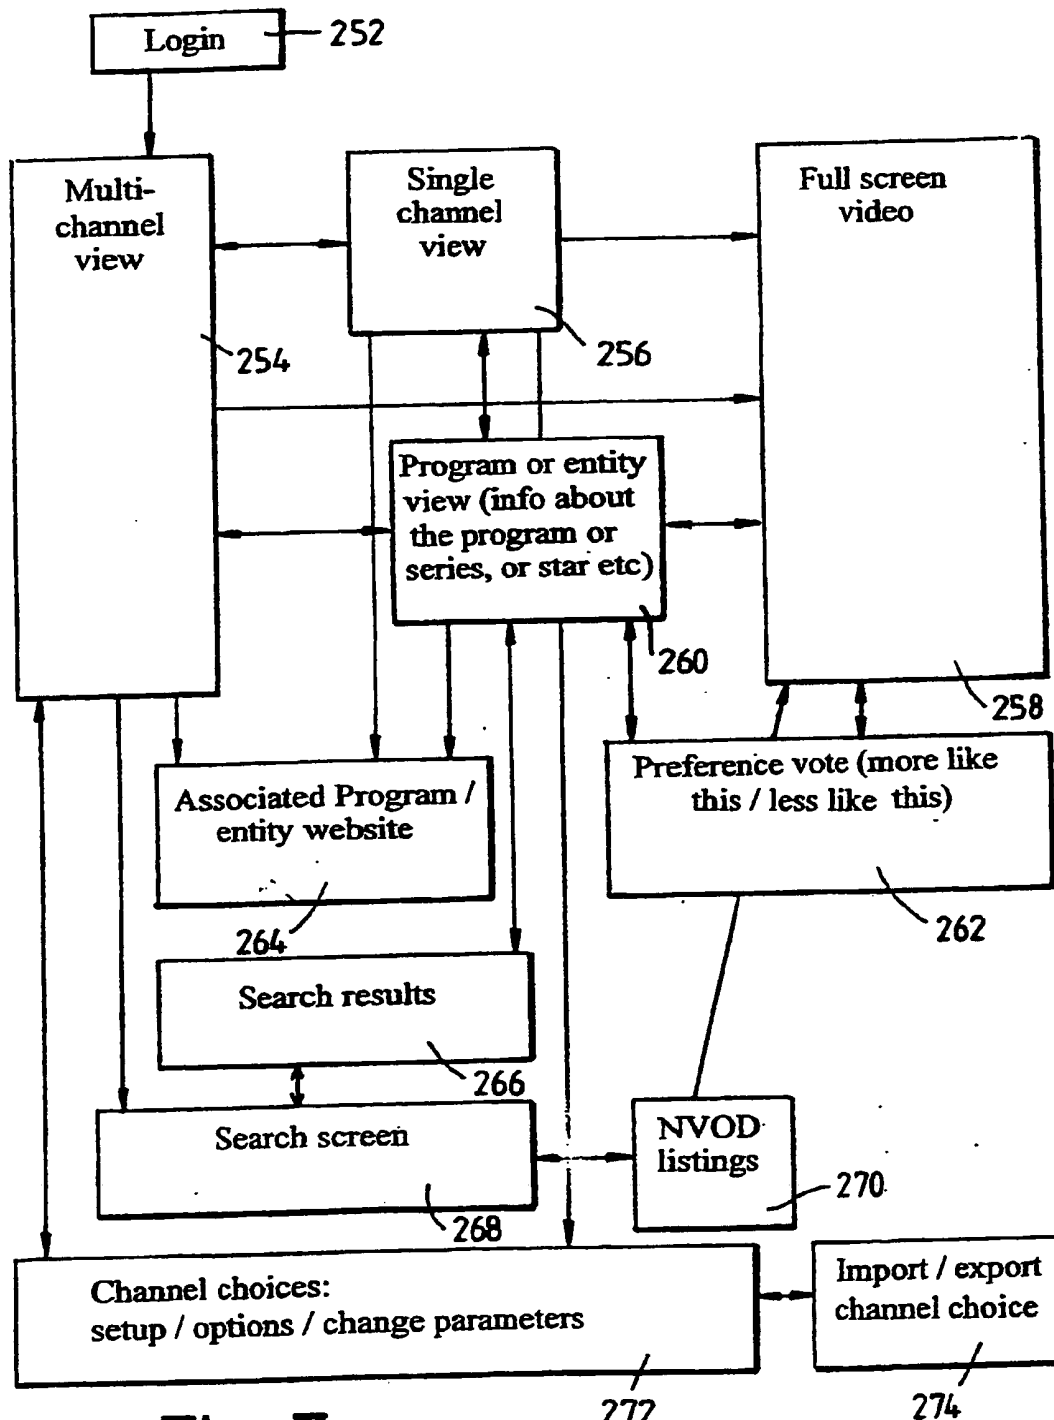 Login
252
Multi-
channel
view
254
Single
channel
view
256
Full screen
video
258
Program or entity
view (info about
the program or
series, or star etc)
260
Preference vote (more like
this / less like this)
262
Associated Program /
entity website
264
Search results
266
Search screen
268
NVOD
listings
270
Channel choices:
setup / options / change parameters
272
Import / export
channel choice
274